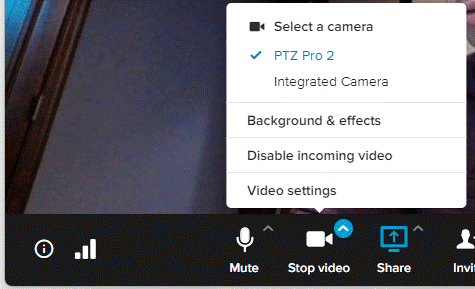 Select a camera
PTZ Pro 2
Integrated Camera
Background & effects
Disable incoming video
Video settings
Mute
Stop video
Share
Invi